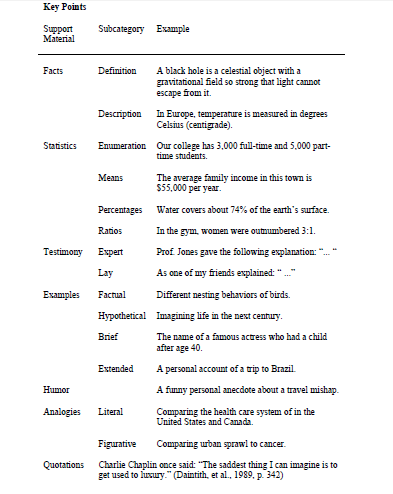 Key Points
Support Subcategory Example
Material
Facts Definition A black hole is a celestial object with a
gravitational field so strong that light cannot
escape from it.
Description In Europe, temperature is measured in degrees
Celsius (centigrade).
Statistics Enumeration Our college has 3,000 full-time and 5,000 part-
time students.
Means The average family income in this town is
$55,000 per year.
Percentages Water covers about 74% of the earth's surface.
Ratios In the gym, women were outnumbered 3:1.
Testimony Expert Prof. Jones gave the following explanation: "... "
Lay As one of my friends explained: " ..."
Examples Factual Different nesting behaviors of birds.
Hypothetical Imagining life in the next century.
Brief The name of a famous actress who had a child
after age 40.
Extended A personal account of a trip to Brazil.
Humor A funny personal anecdote about a travel mishap.
Analogies Literal Comparing the health care system of in the
United States and Canada.
Figurative Comparing urban sprawl to cancer.
Quotations Charlie Chaplin once said: "The saddest thing I can imagine is to
get used to luxury." (Daintith, et al., 1989, p. 342)